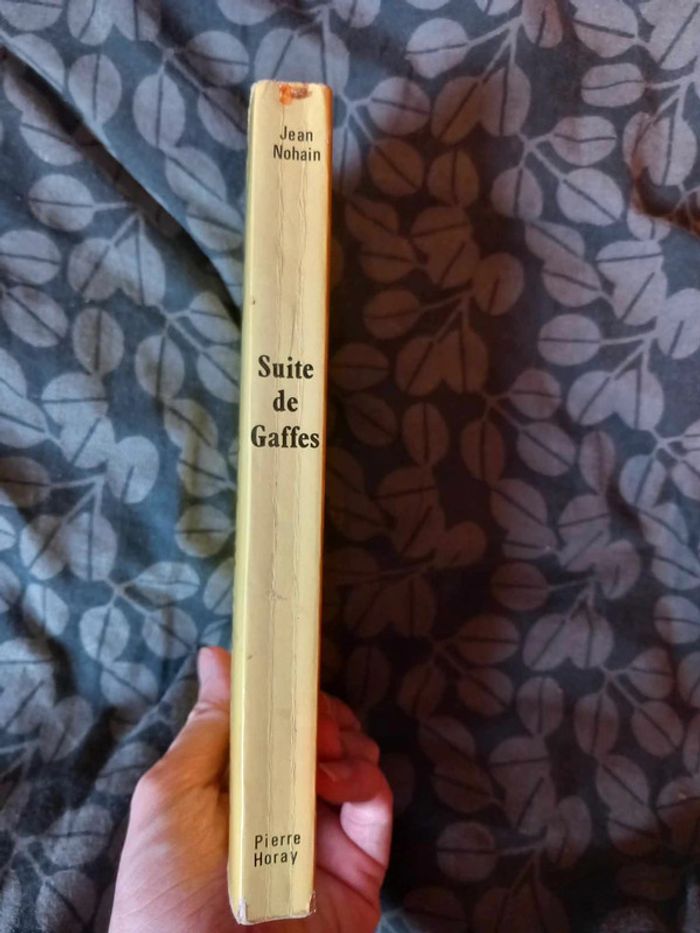 Jean
Nohain
Suite
de
Gaffes
Pierre
Horay